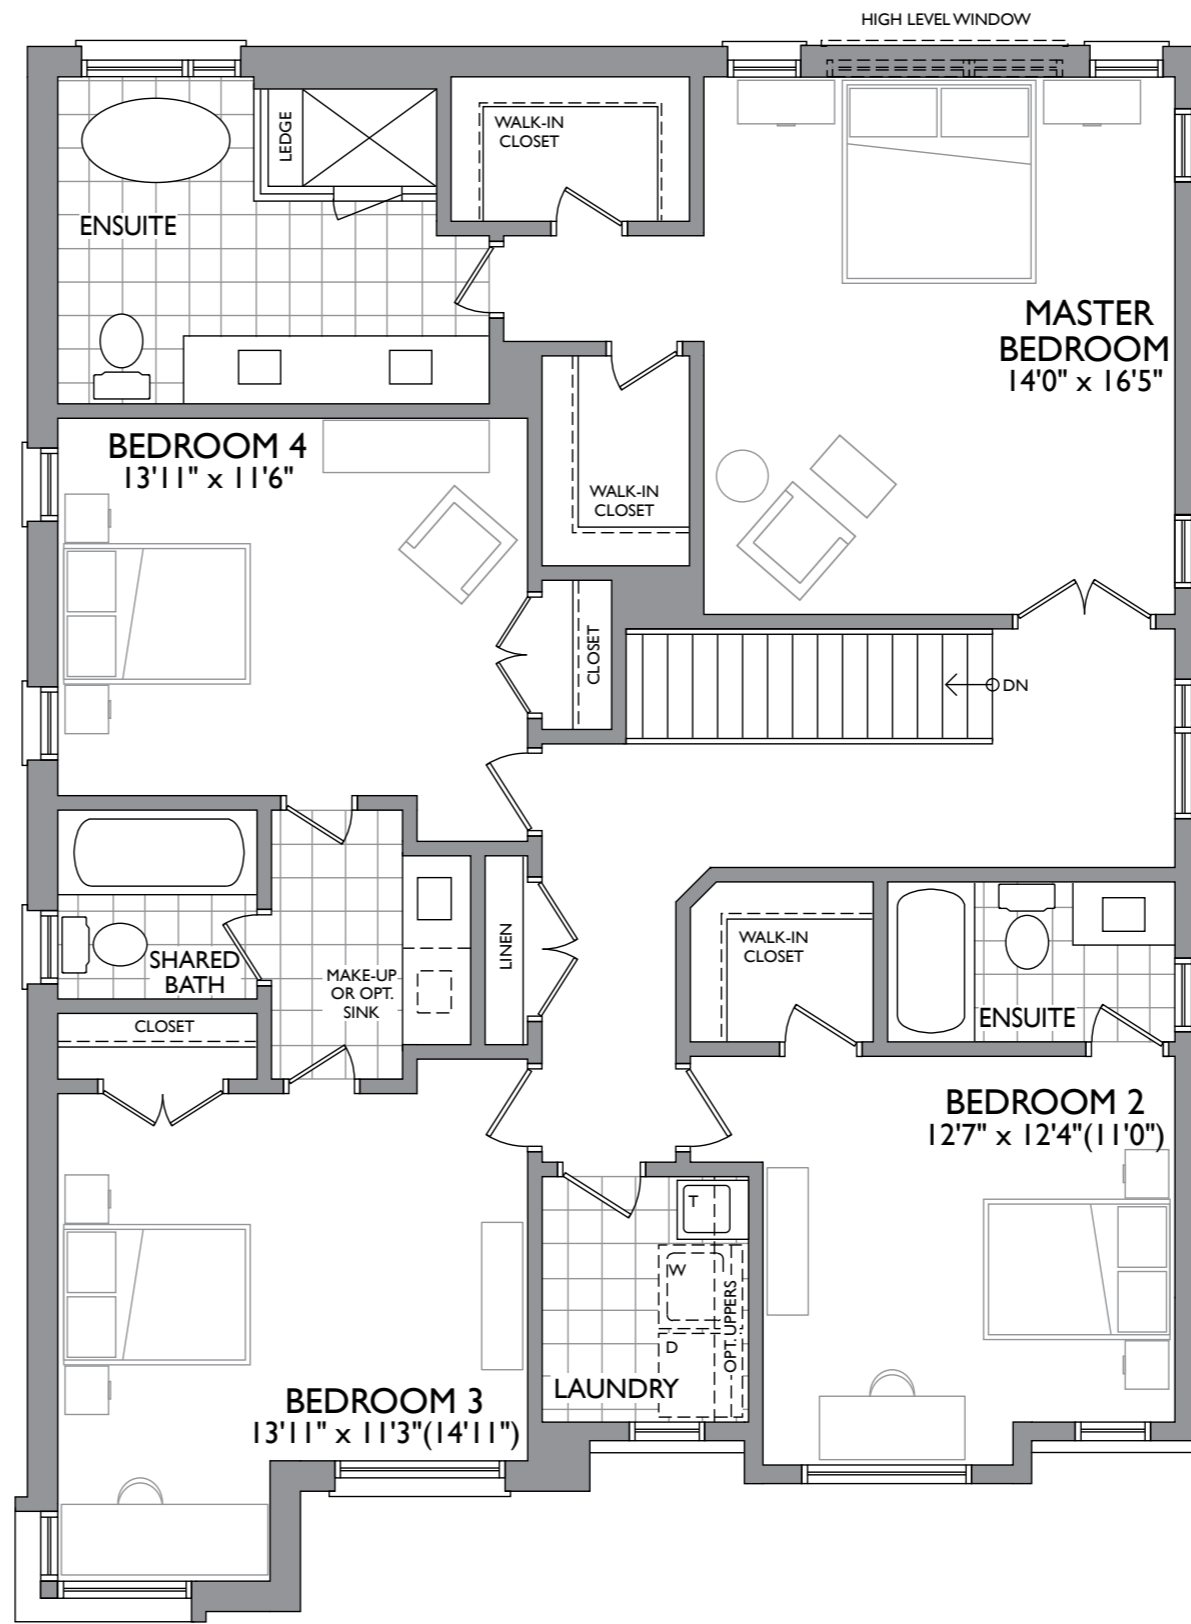 HIGH LEVEL WINDOW
LEDGE
WALK-IN
CLOSET
ENSUITE
MASTER
BEDROOM
14'0" x 16'5"
BEDROOM 4
13'11" x 11'6"
WALK-IN
CLOSET
CLOSET
DN
SHARED
BATH
MAKE-UP
OR OPT.
SINK
LINEN
WALK-IN
CLOSET
ENSUITE
CLOSET
BEDROOM 2
12'7" x 12'4"(11'0")
T
W
D
OPT. UPPERS
LAUNDRY
BEDROOM 3
13'11" x 11'3"(14'11")